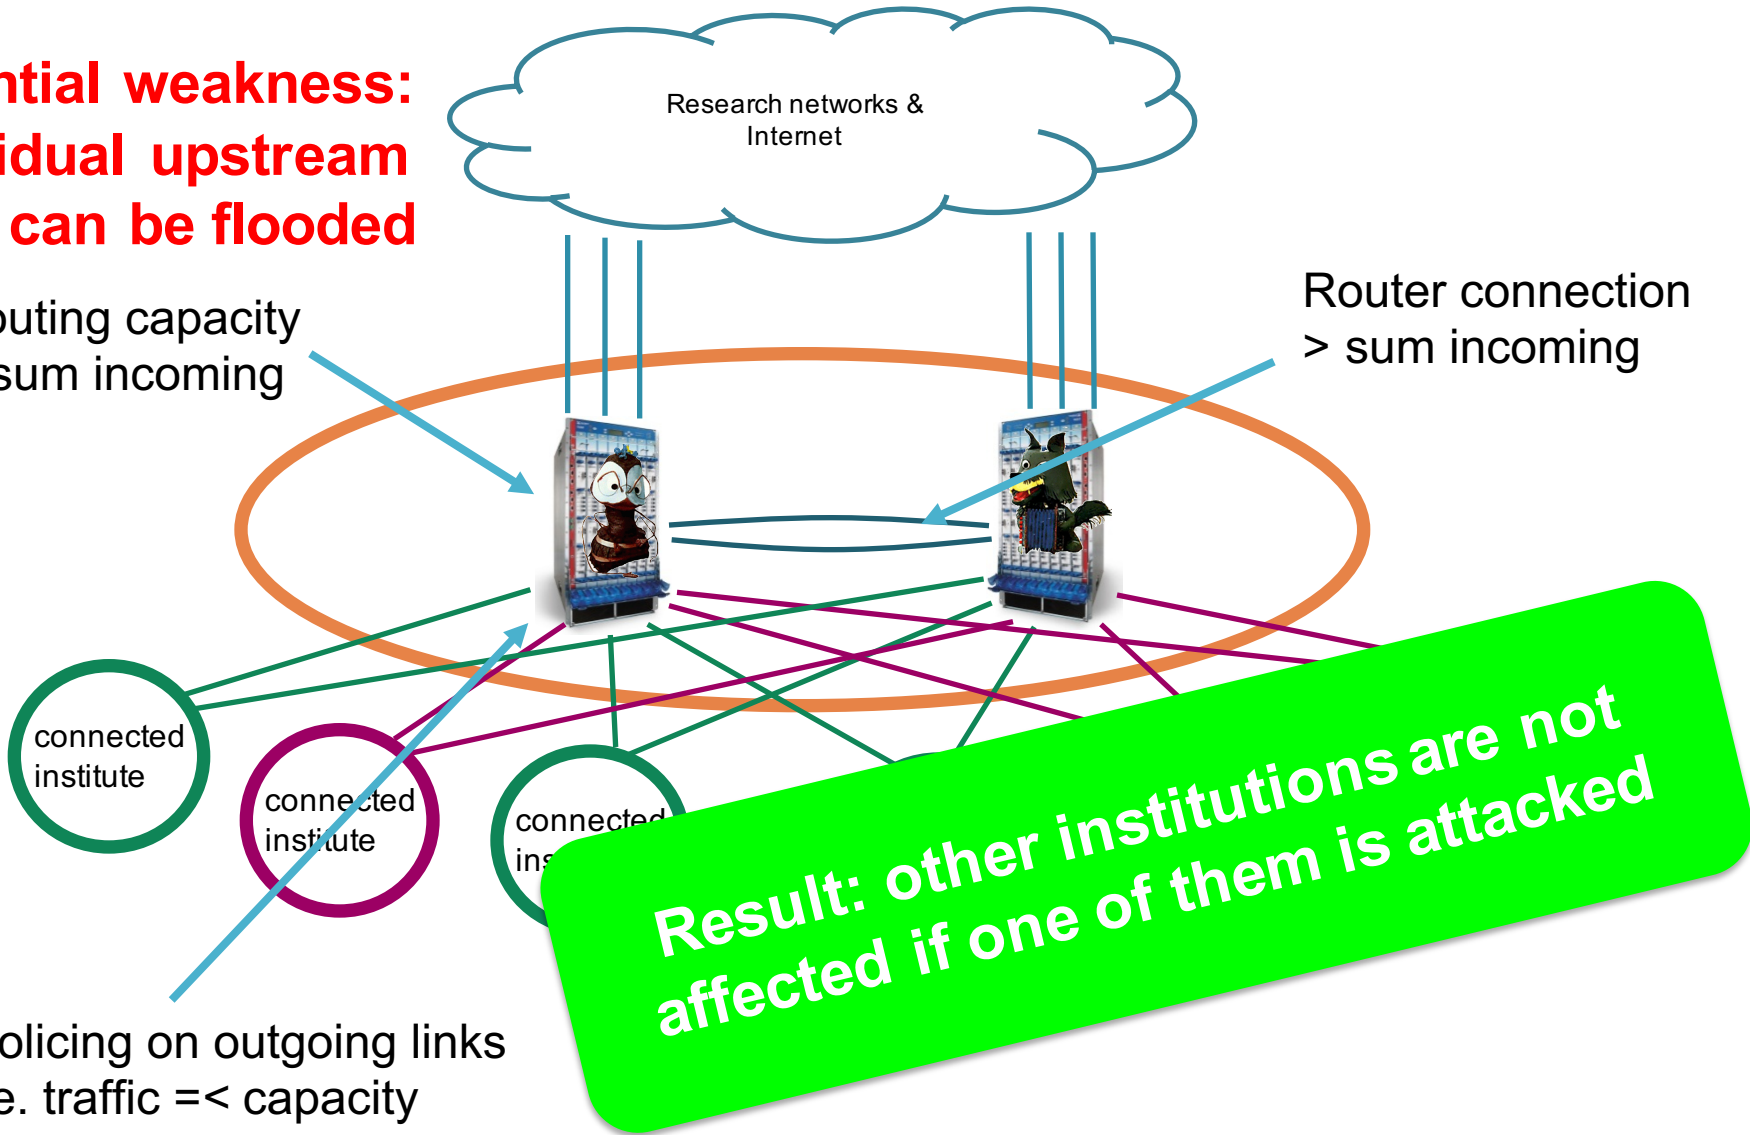 ntial weakness:
idual upstream
can be flooded
Research networks &
Internet
outing capacity
sum incoming
Router connection
> sum incoming
connected
institute
connected
institute
connected
ins
Result: other institutions are not
affected if one of them is attacked
olicing on outgoing links
e. traffic =< capacity